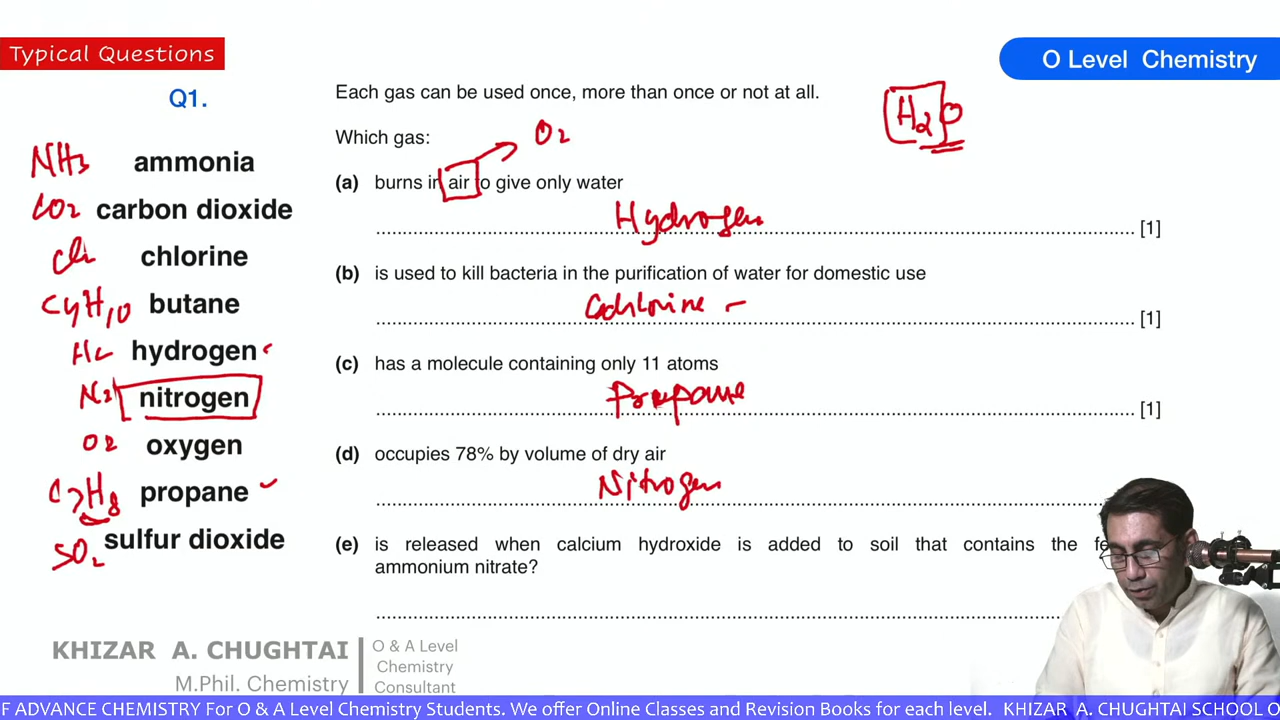 Typical Questions
O Level Chemistry
Q1.
Each gas can be used once, more than once or not at all.
H2O
Which gas:
O2
NH3 ammonia
(a) burns in air to give only water
CO2 carbon dioxide
Hydrogen
[1]
chlorine
(b) is used to kill bacteria in the purification of water for domestic use
C4H10 butane
Chlorine
[1]
hydrogen
(c) has a molecule containing only 11 atoms
N2 nitrogen
Propane
[1]
O2 oxygen
(d) occupies 78% by volume of dry air
C3H8 propane
Nitrogen
SO2 sulfur dioxide
(e) is released when calcium hydroxide is added to soil that contains the fe
ammonium nitrate?
KHIZAR A. CHUGHTAI
M.Phil. Chemistry
O & A Level
Chemistry
Consultant
F ADVANCE CHEMISTRY For O & A Level Chemistry Students. We offer Online Classes and Revision Books for each level. KHIZAR A. CHUGHTAI SCHOOL O